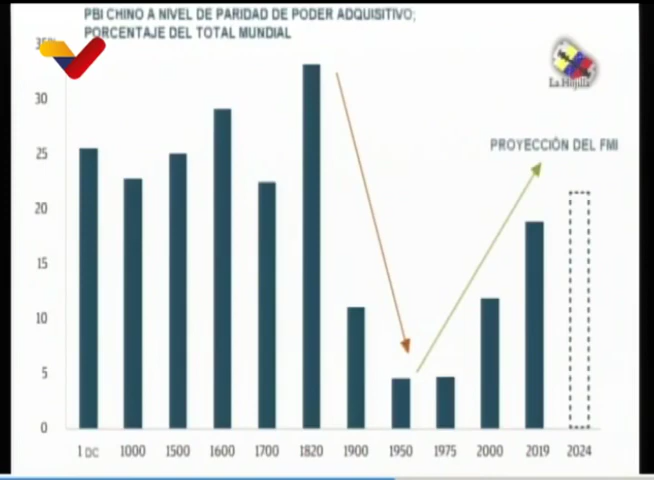 PBI CHINO A NIVEL DE PARIDAD DE PODER ADQUISITIVO;
PORCENTAJE DEL TOTAL MUNDIAL
35%
La Hojilla
30
PROYECCIÓN DEL FMI
25
20
15
10
5
0
1 DC 1000 1500 1600 1700 1820 1900 1950 1975 2000 2019 2024